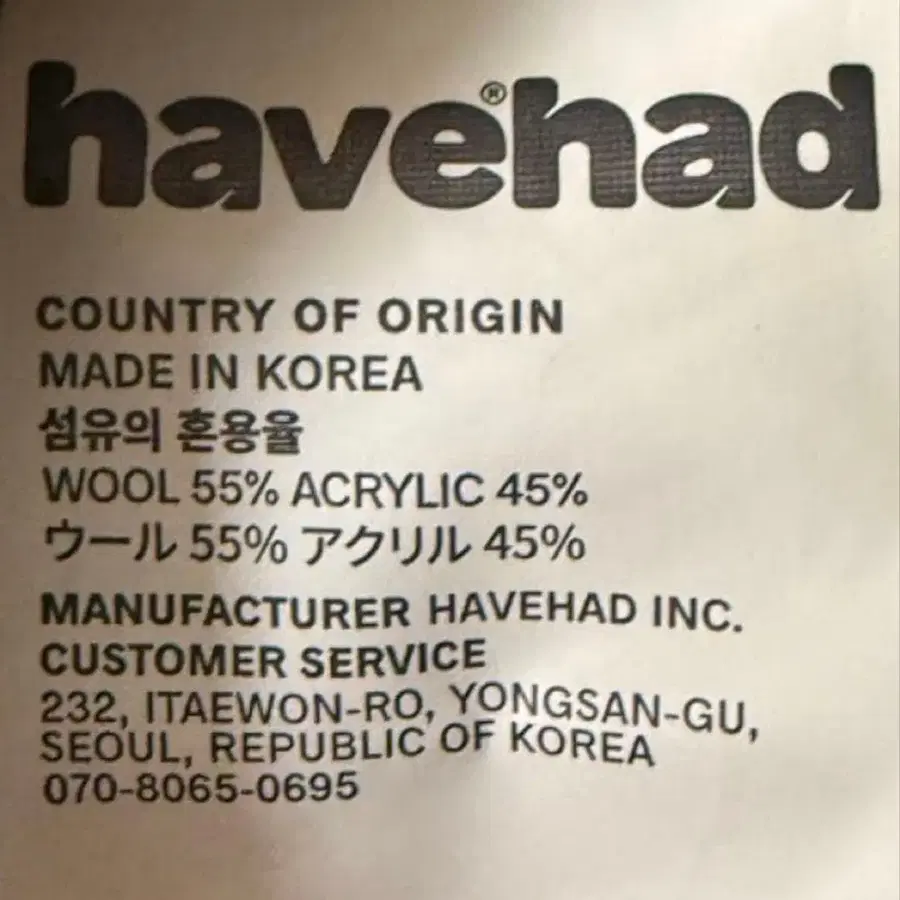 havehad®
COUNTRY OF ORIGIN
MADE IN KOREA
섬유의 혼용율
WOOL 55% ACRYLIC 45%
ウール 55% アクリル 45%
MANUFACTURER HAVEHAD INC.
CUSTOMER SERVICE
232, ITAEWON-RO, YONGSAN-GU,
SEOUL, REPUBLIC OF KOREA
070-8065-0695